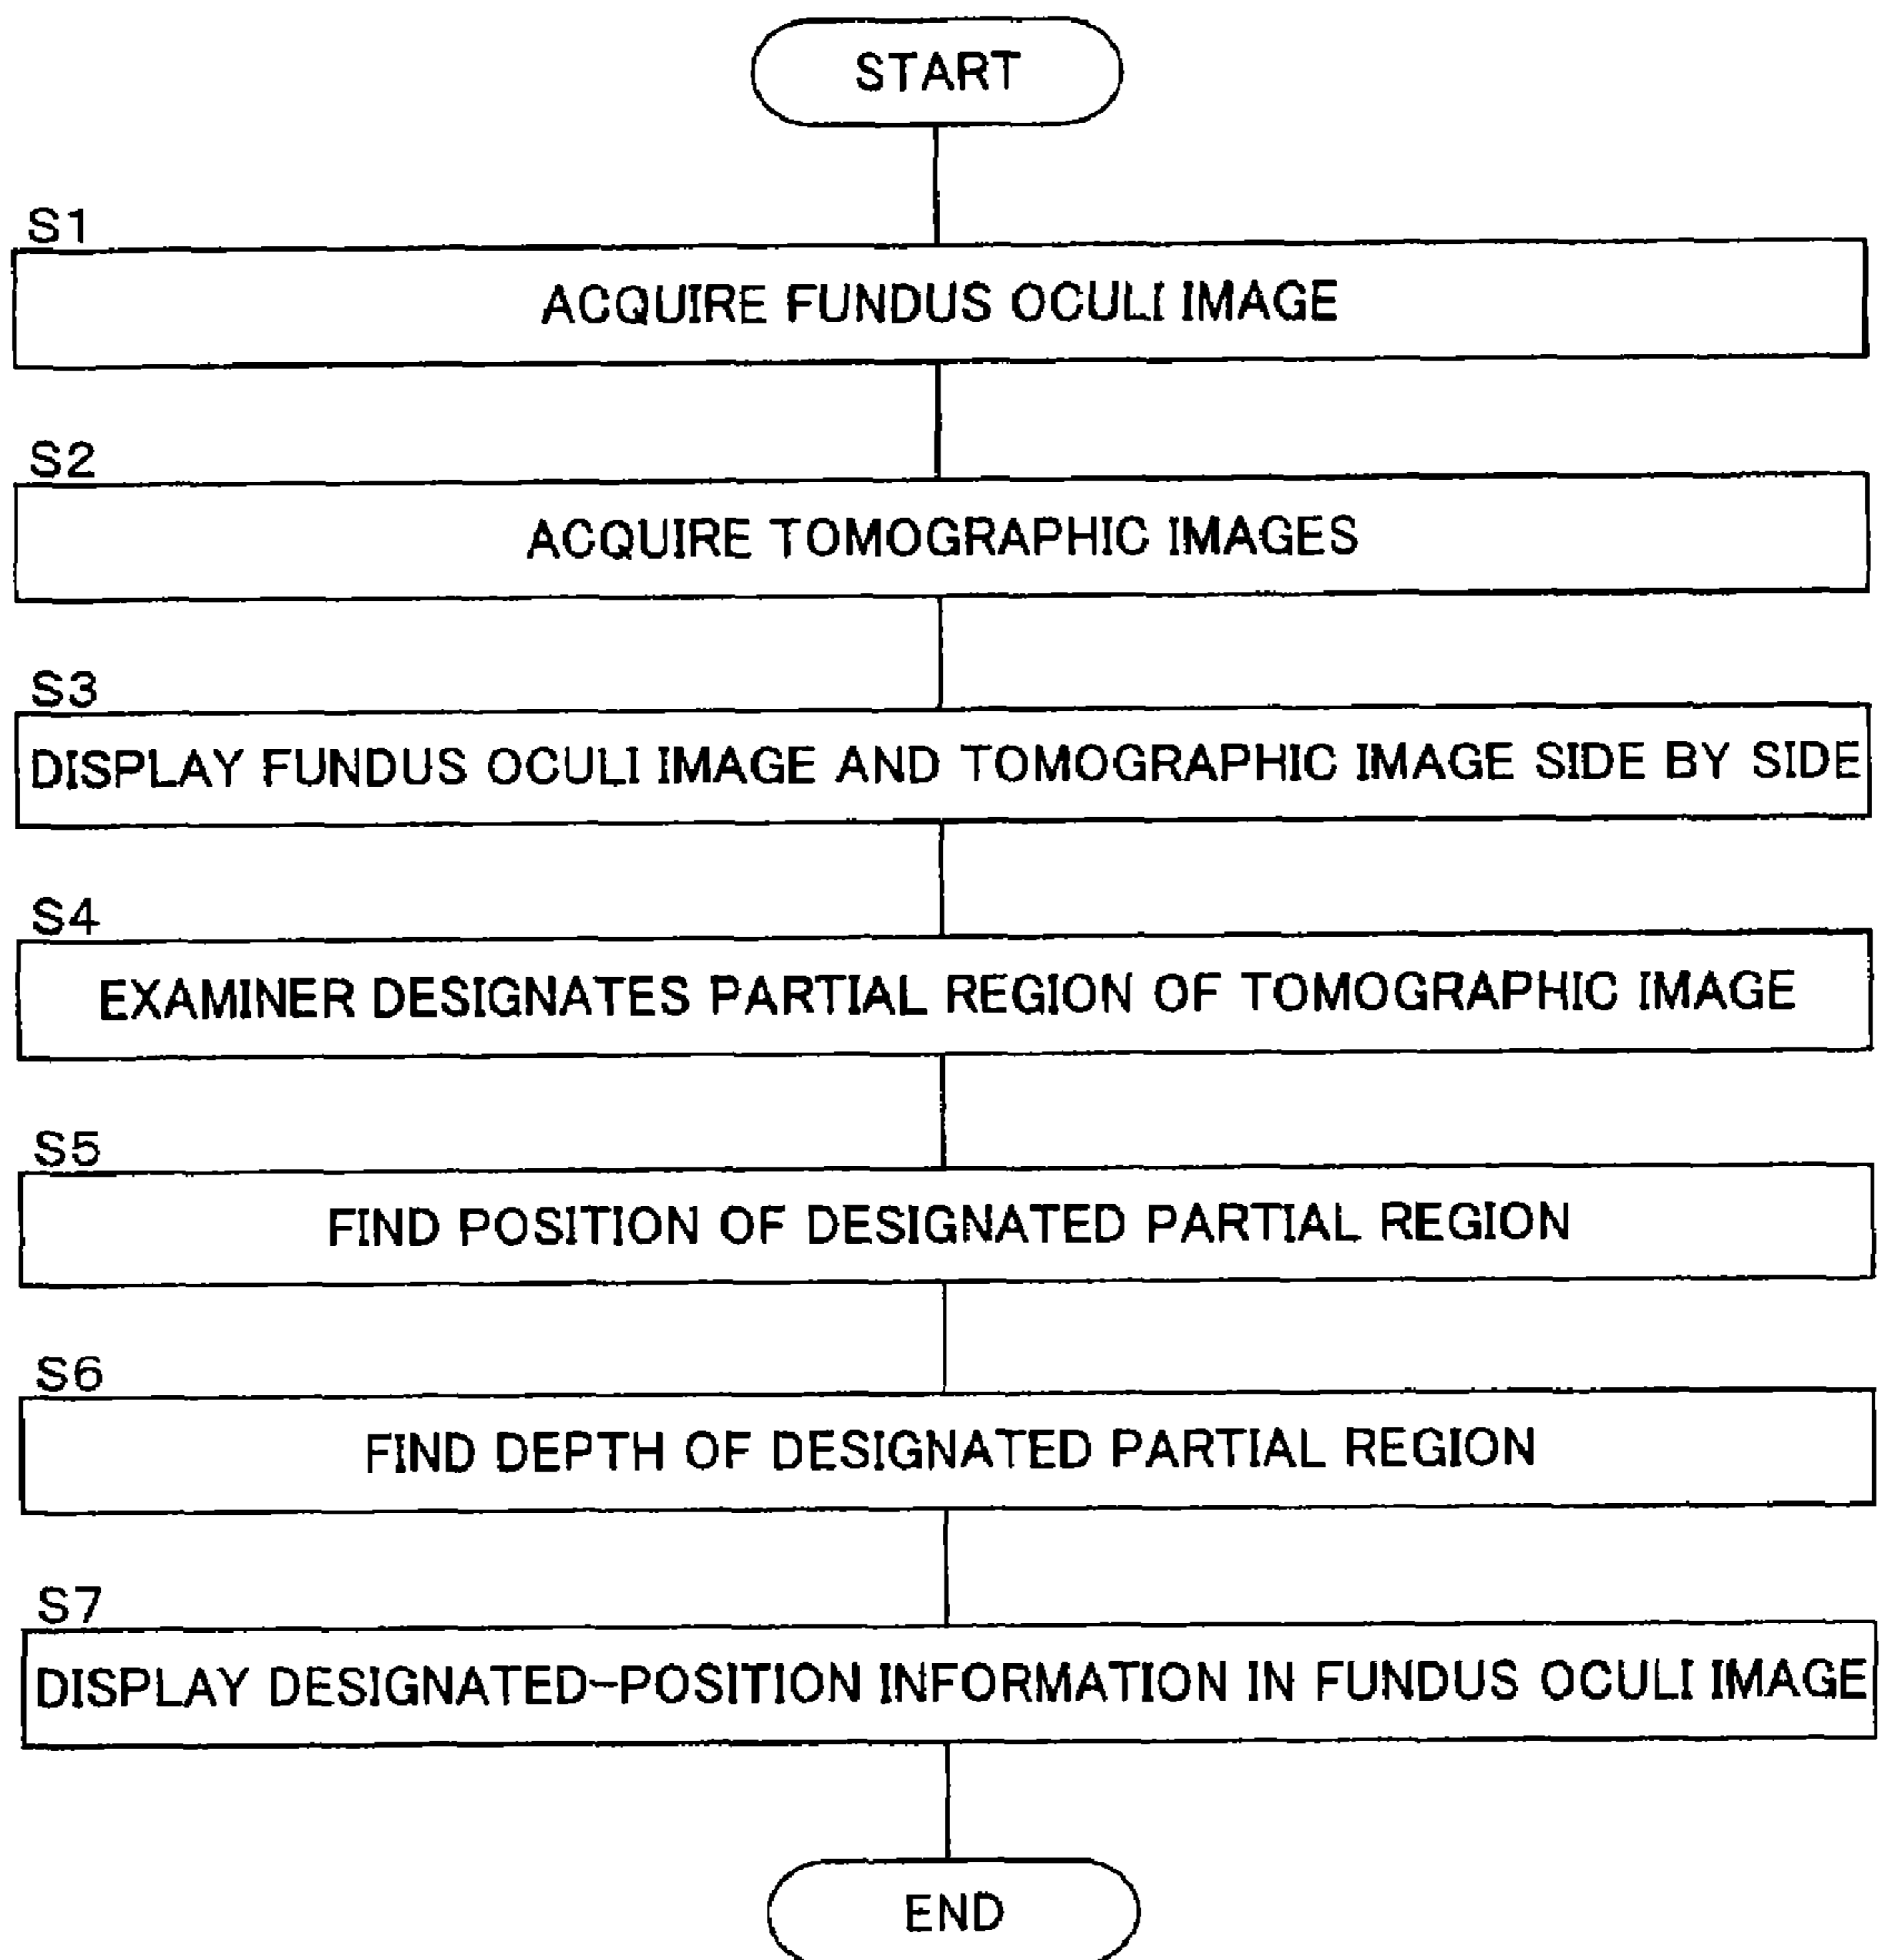 START
S1
ACQUIRE FUNDUS OCULI IMAGE
S2
ACQUIRE TOMOGRAPHIC IMAGES
S3
DISPLAY FUNDUS OCULI IMAGE AND TOMOGRAPHIC IMAGE SIDE BY SIDE
S4
EXAMINER DESIGNATES PARTIAL REGION OF TOMOGRAPHIC IMAGE
S5
FIND POSITION OF DESIGNATED PARTIAL REGION
S6
FIND DEPTH OF DESIGNATED PARTIAL REGION
S7
DISPLAY DESIGNATED-POSITION INFORMATION IN FUNDUS OCULI IMAGE
END